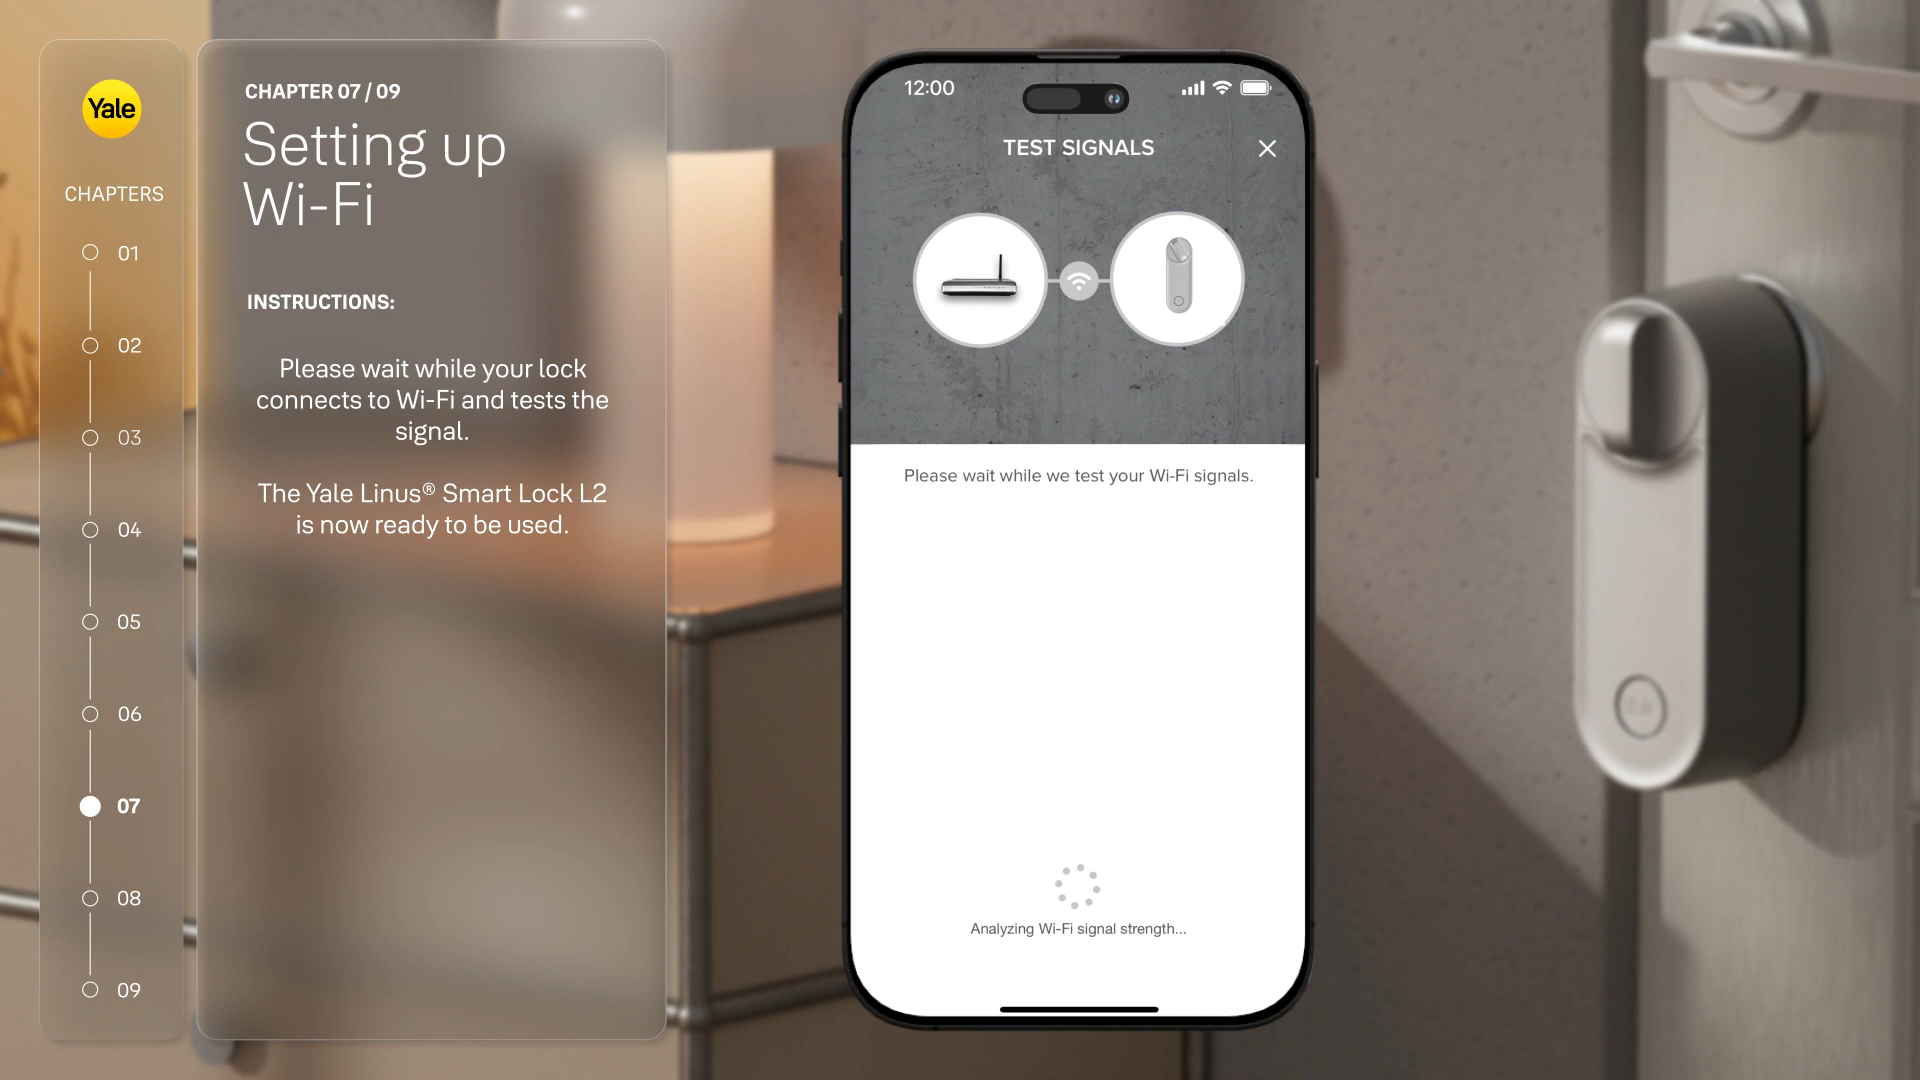 Yale
CHAPTERS
01
02
03
04
05
06
07
08
09
CHAPTER 07 / 09
Setting up
Wi-Fi
INSTRUCTIONS:
Please wait while your lock
connects to Wi-Fi and tests the
signal.
The Yale Linus® Smart Lock L2
is now ready to be used.
12:00
TEST SIGNALS
Please wait while we test your Wi-Fi signals.
Analyzing Wi-Fi signal strength...